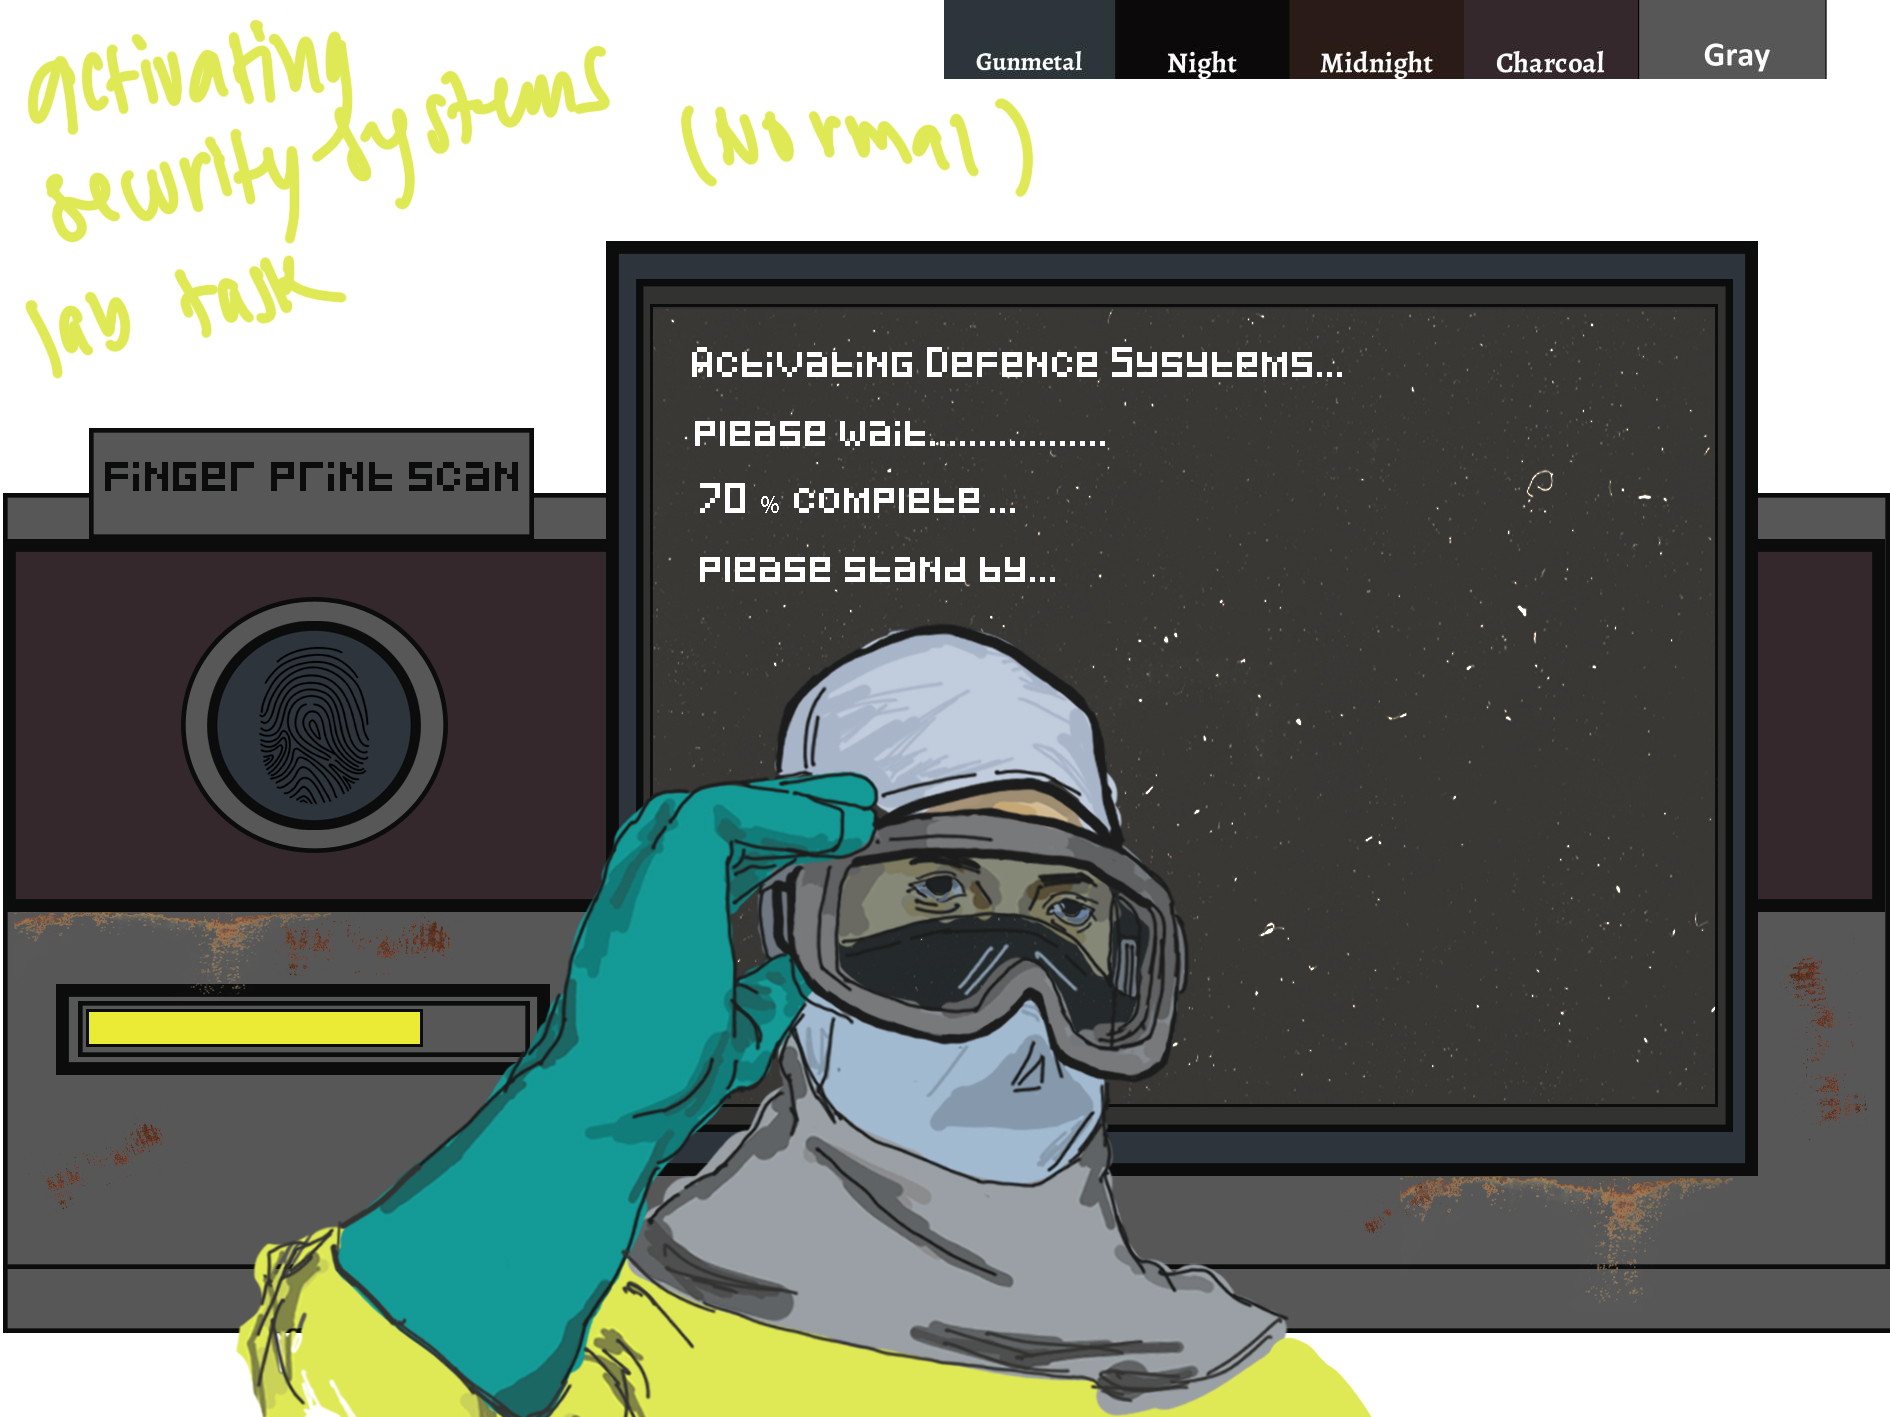 activating
security systems (Normal)
lab task
Gunmetal Night Midnight Charcoal Gray
Activating Defence Sysytems...
Please wait..................
70 % complete...
Please stand by...
Finger Print Scan